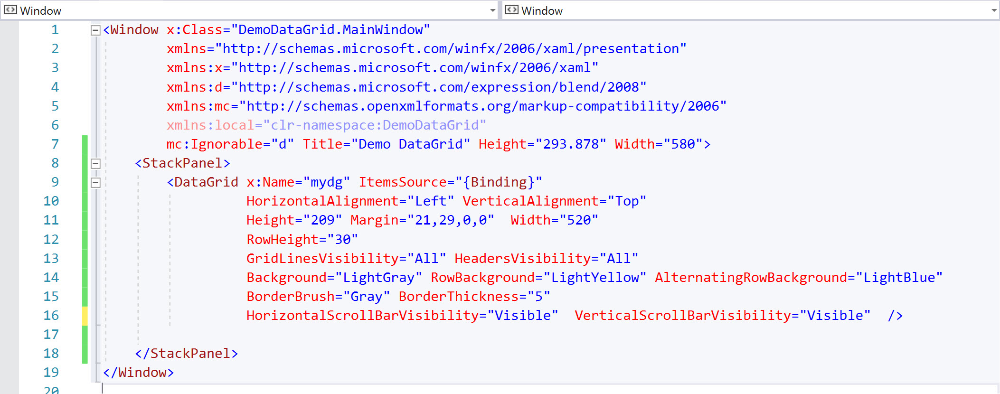 Window Window
1 <Window x:Class="DemoDataGrid.MainWindow"
2 xmlns="http://schemas.microsoft.com/winfx/2006/xaml/presentation"
3 xmlns:x="http://schemas.microsoft.com/winfx/2006/xaml"
4 xmlns:d="http://schemas.microsoft.com/expression/blend/2008"
5 xmlns:mc="http://schemas.openxmlformats.org/markup-compatibility/2006"
6 xmlns:local="clr-namespace:DemoDataGrid"
7 mc:Ignorable="d" Title="Demo DataGrid" Height="293.878" Width="580">
8 <StackPanel>
9 <DataGrid x:Name="mydg" ItemsSource="{Binding}"
10 HorizontalAlignment="Left" VerticalAlignment="Top"
11 Height="209" Margin="21,29,0,0"  Width="520"
12 RowHeight="30"
13 GridLinesVisibility="All" HeadersVisibility="All"
14 Background="LightGray" RowBackground="LightYellow" AlternatingRowBackground="LightBlue"
15 BorderBrush="Gray" BorderThickness="5"
16 HorizontalScrollBarVisibility="Visible"  VerticalScrollBarVisibility="Visible"  />
17
18 </StackPanel>
19 </Window>
20